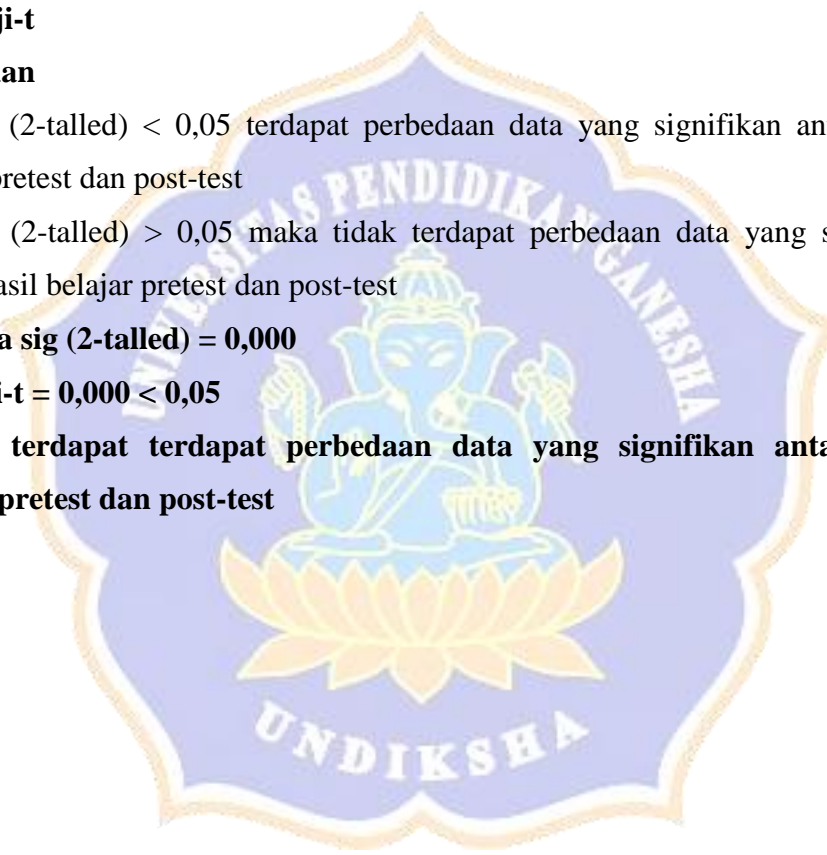 ji-t
an
(2-talled) < 0,05 terdapat perbedaan data yang signifikan an
pretest dan post-test
(2-talled) > 0,05 maka tidak terdapat perbedaan data yang s
asil belajar pretest dan post-test
a sig (2-talled) = 0,000
i-t = 0,000 < 0,05
terdapat terdapat perbedaan data yang signifikan anta
pretest dan post-test
UNIVERSITAS PENDIDIKAN GANESHA
UNDIKSHA